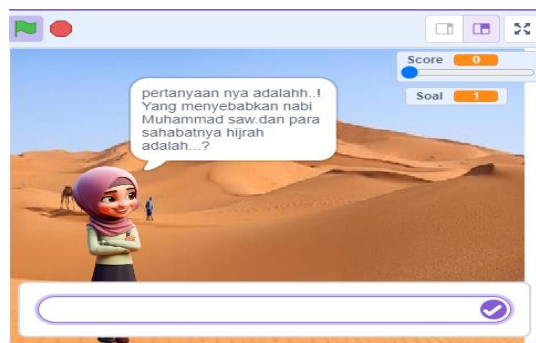 Score 0
Soal 1
pertanyaan nya adalahh..!
Yang menyebabkan nabi
Muhammad saw.dan para
sahabatnya hijrah
adalah...?